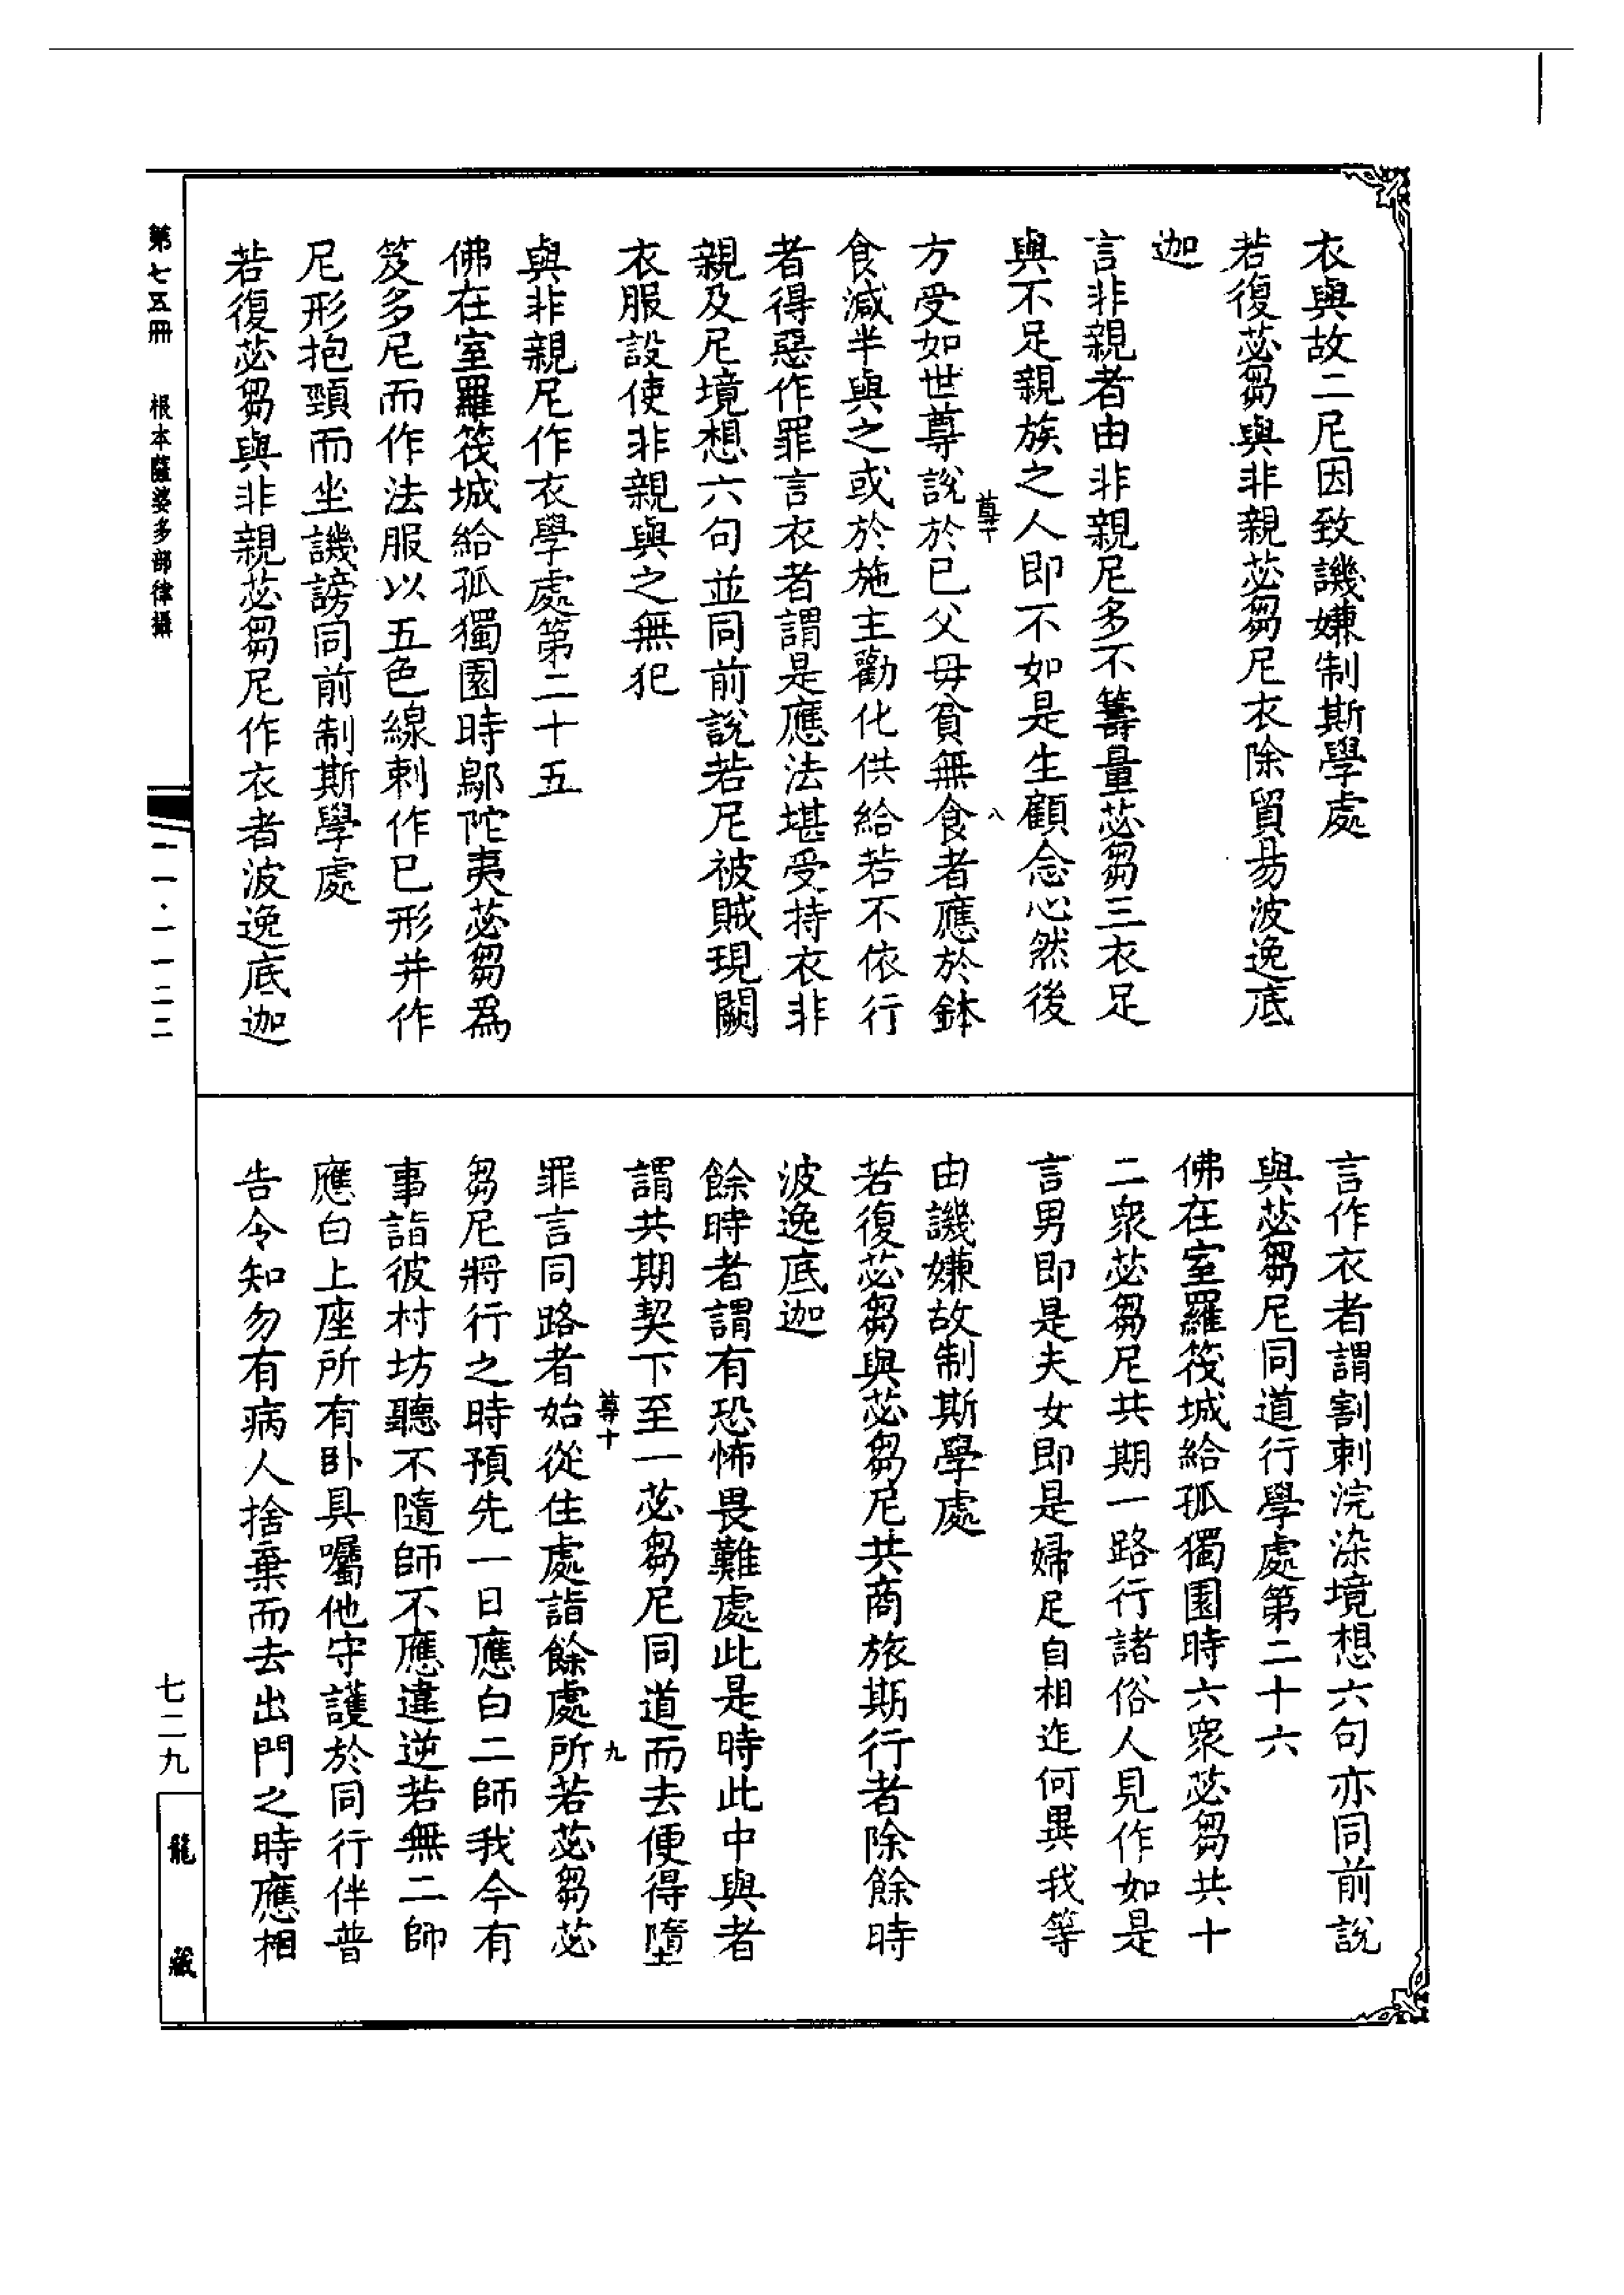 衣與故二尼因致譏嫌制斯學處
若復苾芻與非親苾芻尼衣除貿易波逸底
迦
言非親者由非親尼多不籌量苾芻三衣足
與不足親族之人即不如是生顧念心然後
尊十
八
方受如世尊說於已父母貧無食者應於鉢
食減半與之或於施主勸化供給若不依行
者得惡作罪言衣者謂是應法堪受持衣非
親及尼境想六句並同前說若尼被賊現闕
衣服設使非親與之無犯
與非親尼作衣學處第二十五
佛在室羅筏城給孤獨園時鄔陀夷苾芻爲
笈多尼而作法服以五色線刺作已形并作
尼形抱頸而坐譏謗同前制斯學處
若復苾芻與非親苾芻尼作衣者波逸底迦
言作衣者謂割刺浣染境想六句亦同前說
與苾芻尼同道行學處第二十六
佛在室羅筏城給孤獨園時六衆苾芻共十
二衆苾芻尼共期一路行諸俗人見作如是
言男即是夫女即是婦足自相迮何異我等
由譏嫌故制斯學處
若復苾芻與苾芻尼共商旅期行者除餘時
波逸底迦
餘時者謂有恐怖畏難處此是時此中與者
謂共期契下至一苾芻尼同道而去便得墮
尊十
九
罪言同路者始從住處詣餘處所若苾芻苾
芻尼將行之時預先一日應白二師我今有
事詣彼村坊聽不隨師不應違逆若無二師
應白上座所有臥具囑他守護於同行伴普
告令知勿有病人捨棄而去出門之時應相
第七五冊
根本薩婆多部律攝
一一一·一一二二
七二九
龍藏